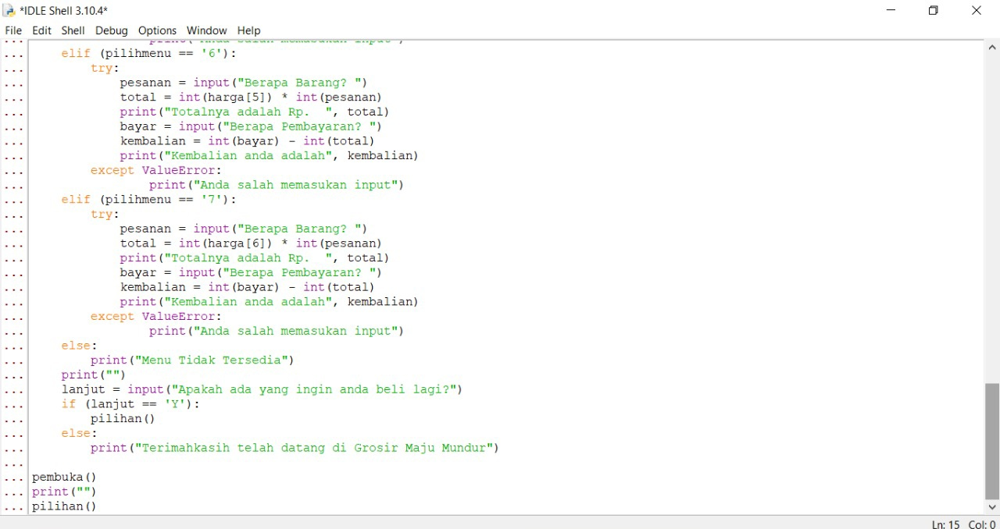 *IDLE Shell 3.10.4*
File Edit Shell Debug Options Window Help
... elif (pilihmenu == '6'):
... try:
... pesanan = input("Berapa Barang? ")
... total = int(harga[5]) * int(pesanan)
... print("Totalnya adalah Rp.  ", total)
... bayar = input("Berapa Pembayaran? ")
... kembalian = int(bayar) - int(total)
... print("Kembalian anda adalah", kembalian)
... except ValueError:
... print("Anda salah memasukan input")
... elif (pilihmenu == '7'):
... try:
... pesanan = input("Berapa Barang? ")
... total = int(harga[6]) * int(pesanan)
... print("Totalnya adalah Rp.  ", total)
... bayar = input("Berapa Pembayaran? ")
... kembalian = int(bayar) - int(total)
... print("Kembalian anda adalah", kembalian)
... except ValueError:
... print("Anda salah memasukan input")
... else:
... print("Menu Tidak Tersedia")
... print("")
... lanjut = input("Apakah ada yang ingin anda beli lagi?")
... if (lanjut == 'Y'):
... pilihan()
... else:
... print("Terimahkasih telah datang di Grosir Maju Mundur")
...
... pembuka()
... print("")
... pilihan()
Ln: 15 Col: 0